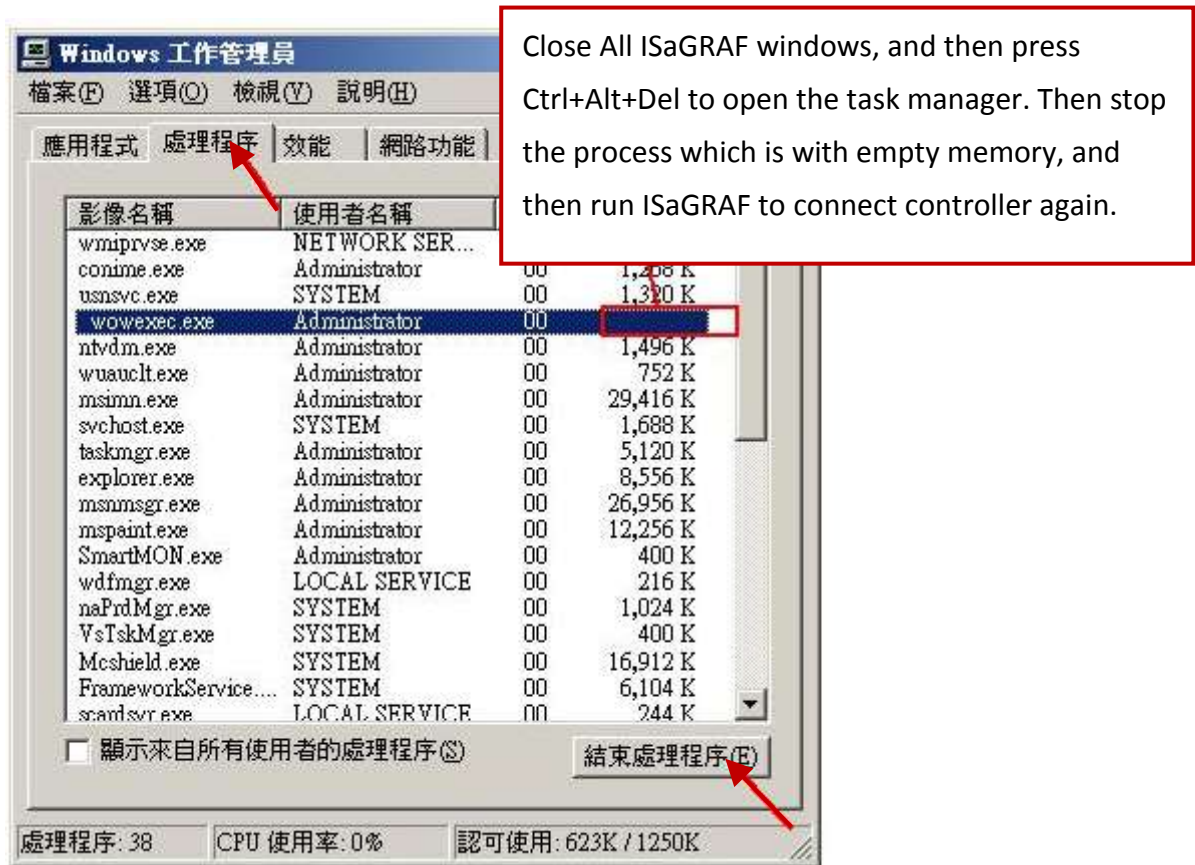 Windows 工作管理員
Close All ISaGRAF windows, and then press
Ctrl+Alt+Del to open the task manager. Then stop
the process which is with empty memory, and
then run ISaGRAF to connect controller again.
檔案(F) 選項(O) 檢視(V) 說明(H)
應用程式 處理程序 效能 網路功能
影像名稱 使用者名稱
wmiprvse.exe NETWORK SER...
conime.exe Administrator 00 1,268 K
usnsvc.exe SYSTEM 00 1,320 K
wowexec.exe Administrator 00
ntvdm.exe Administrator 00 1,496 K
wuauclt.exe Administrator 00 752 K
msimn.exe Administrator 00 29,416 K
svchost.exe SYSTEM 00 1,688 K
taskmgr.exe Administrator 00 5,120 K
explorer.exe Administrator 00 8,556 K
msnmsgr.exe Administrator 00 26,956 K
mspaint.exe Administrator 00 12,256 K
SmartMON.exe Administrator 00 400 K
wdfmgr.exe LOCAL SERVICE 00 216 K
naPrdMgr.exe SYSTEM 00 1,024 K
VsTskMgr.exe SYSTEM 00 400 K
Mcshield.exe SYSTEM 00 16,912 K
FrameworkService.... SYSTEM 00 6,104 K
scardsvr.exe LOCAL SERVICE 00 244 K
顯示來自所有使用者的處理程序(S)
結束處理程序(E)
處理程序: 38 CPU 使用率: 0% 認可使用: 623K / 1250K